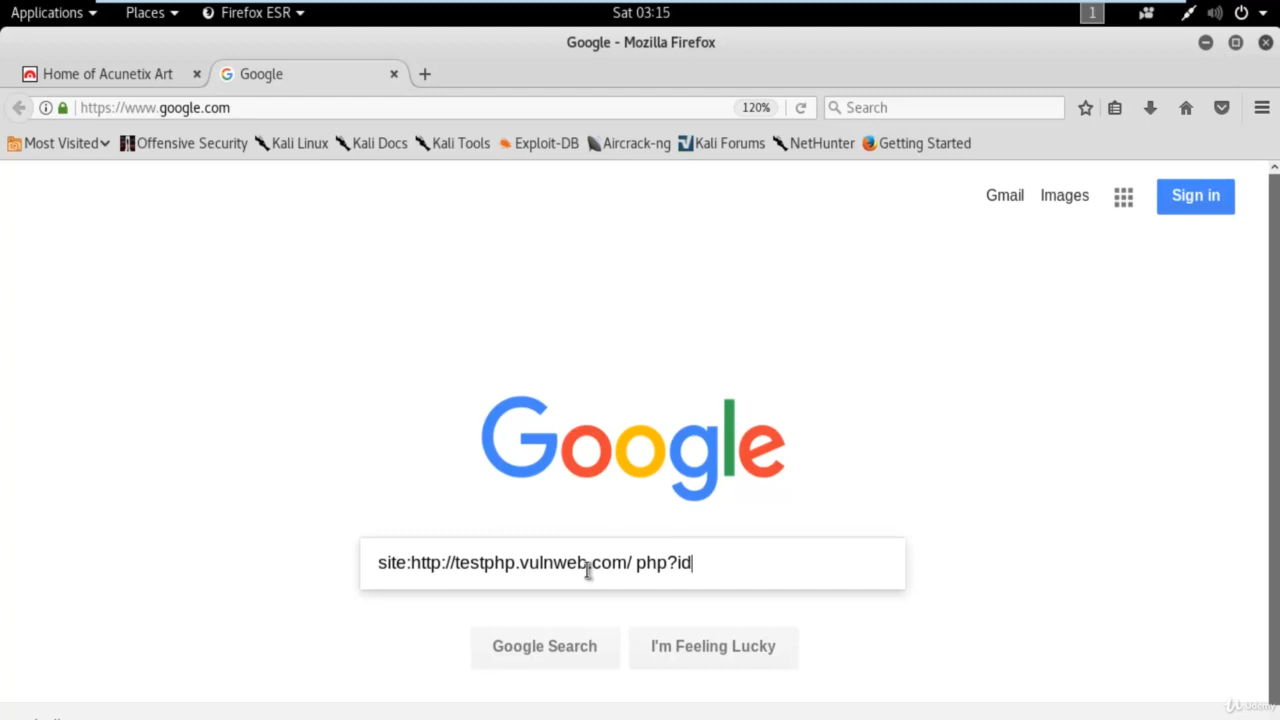 Applications Places Firefox ESR Sat 03:15 1
Google - Mozilla Firefox
Home of Acunetix Art Google
https://www.google.com 120% Search
Most Visited Offensive Security Kali Linux Kali Docs Kali Tools Exploit-DB Aircrack-ng Kali Forums NetHunter Getting Started
Gmail Images Sign in
Google
site:http://testphp.vulnweb.com/ php?id
Google Search I'm Feeling Lucky
Udemy